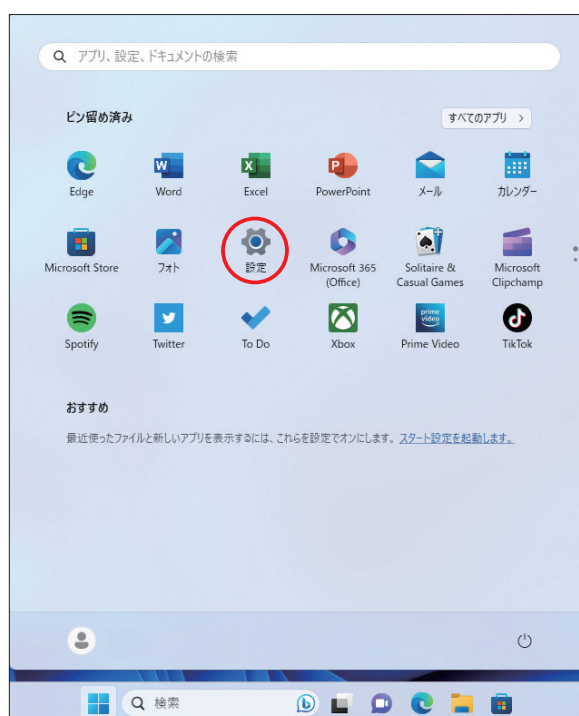 アプリ、設定、ドキュメントの検索
ピン留め済み
すべてのアプリ >
Edge
Word
Excel
PowerPoint
メール
カレンダー
Microsoft Store
フォト
設定
Microsoft 365
(Office)
Solitaire &
Casual Games
Microsoft
Clipchamp
prime
video
Spotify
Twitter
To Do
Xbox
Prime Video
TikTok
おすすめ
最近使ったファイルと新しいアプリを表示するには、これらを設定でオンにします。スタート設定を起動します。
検索